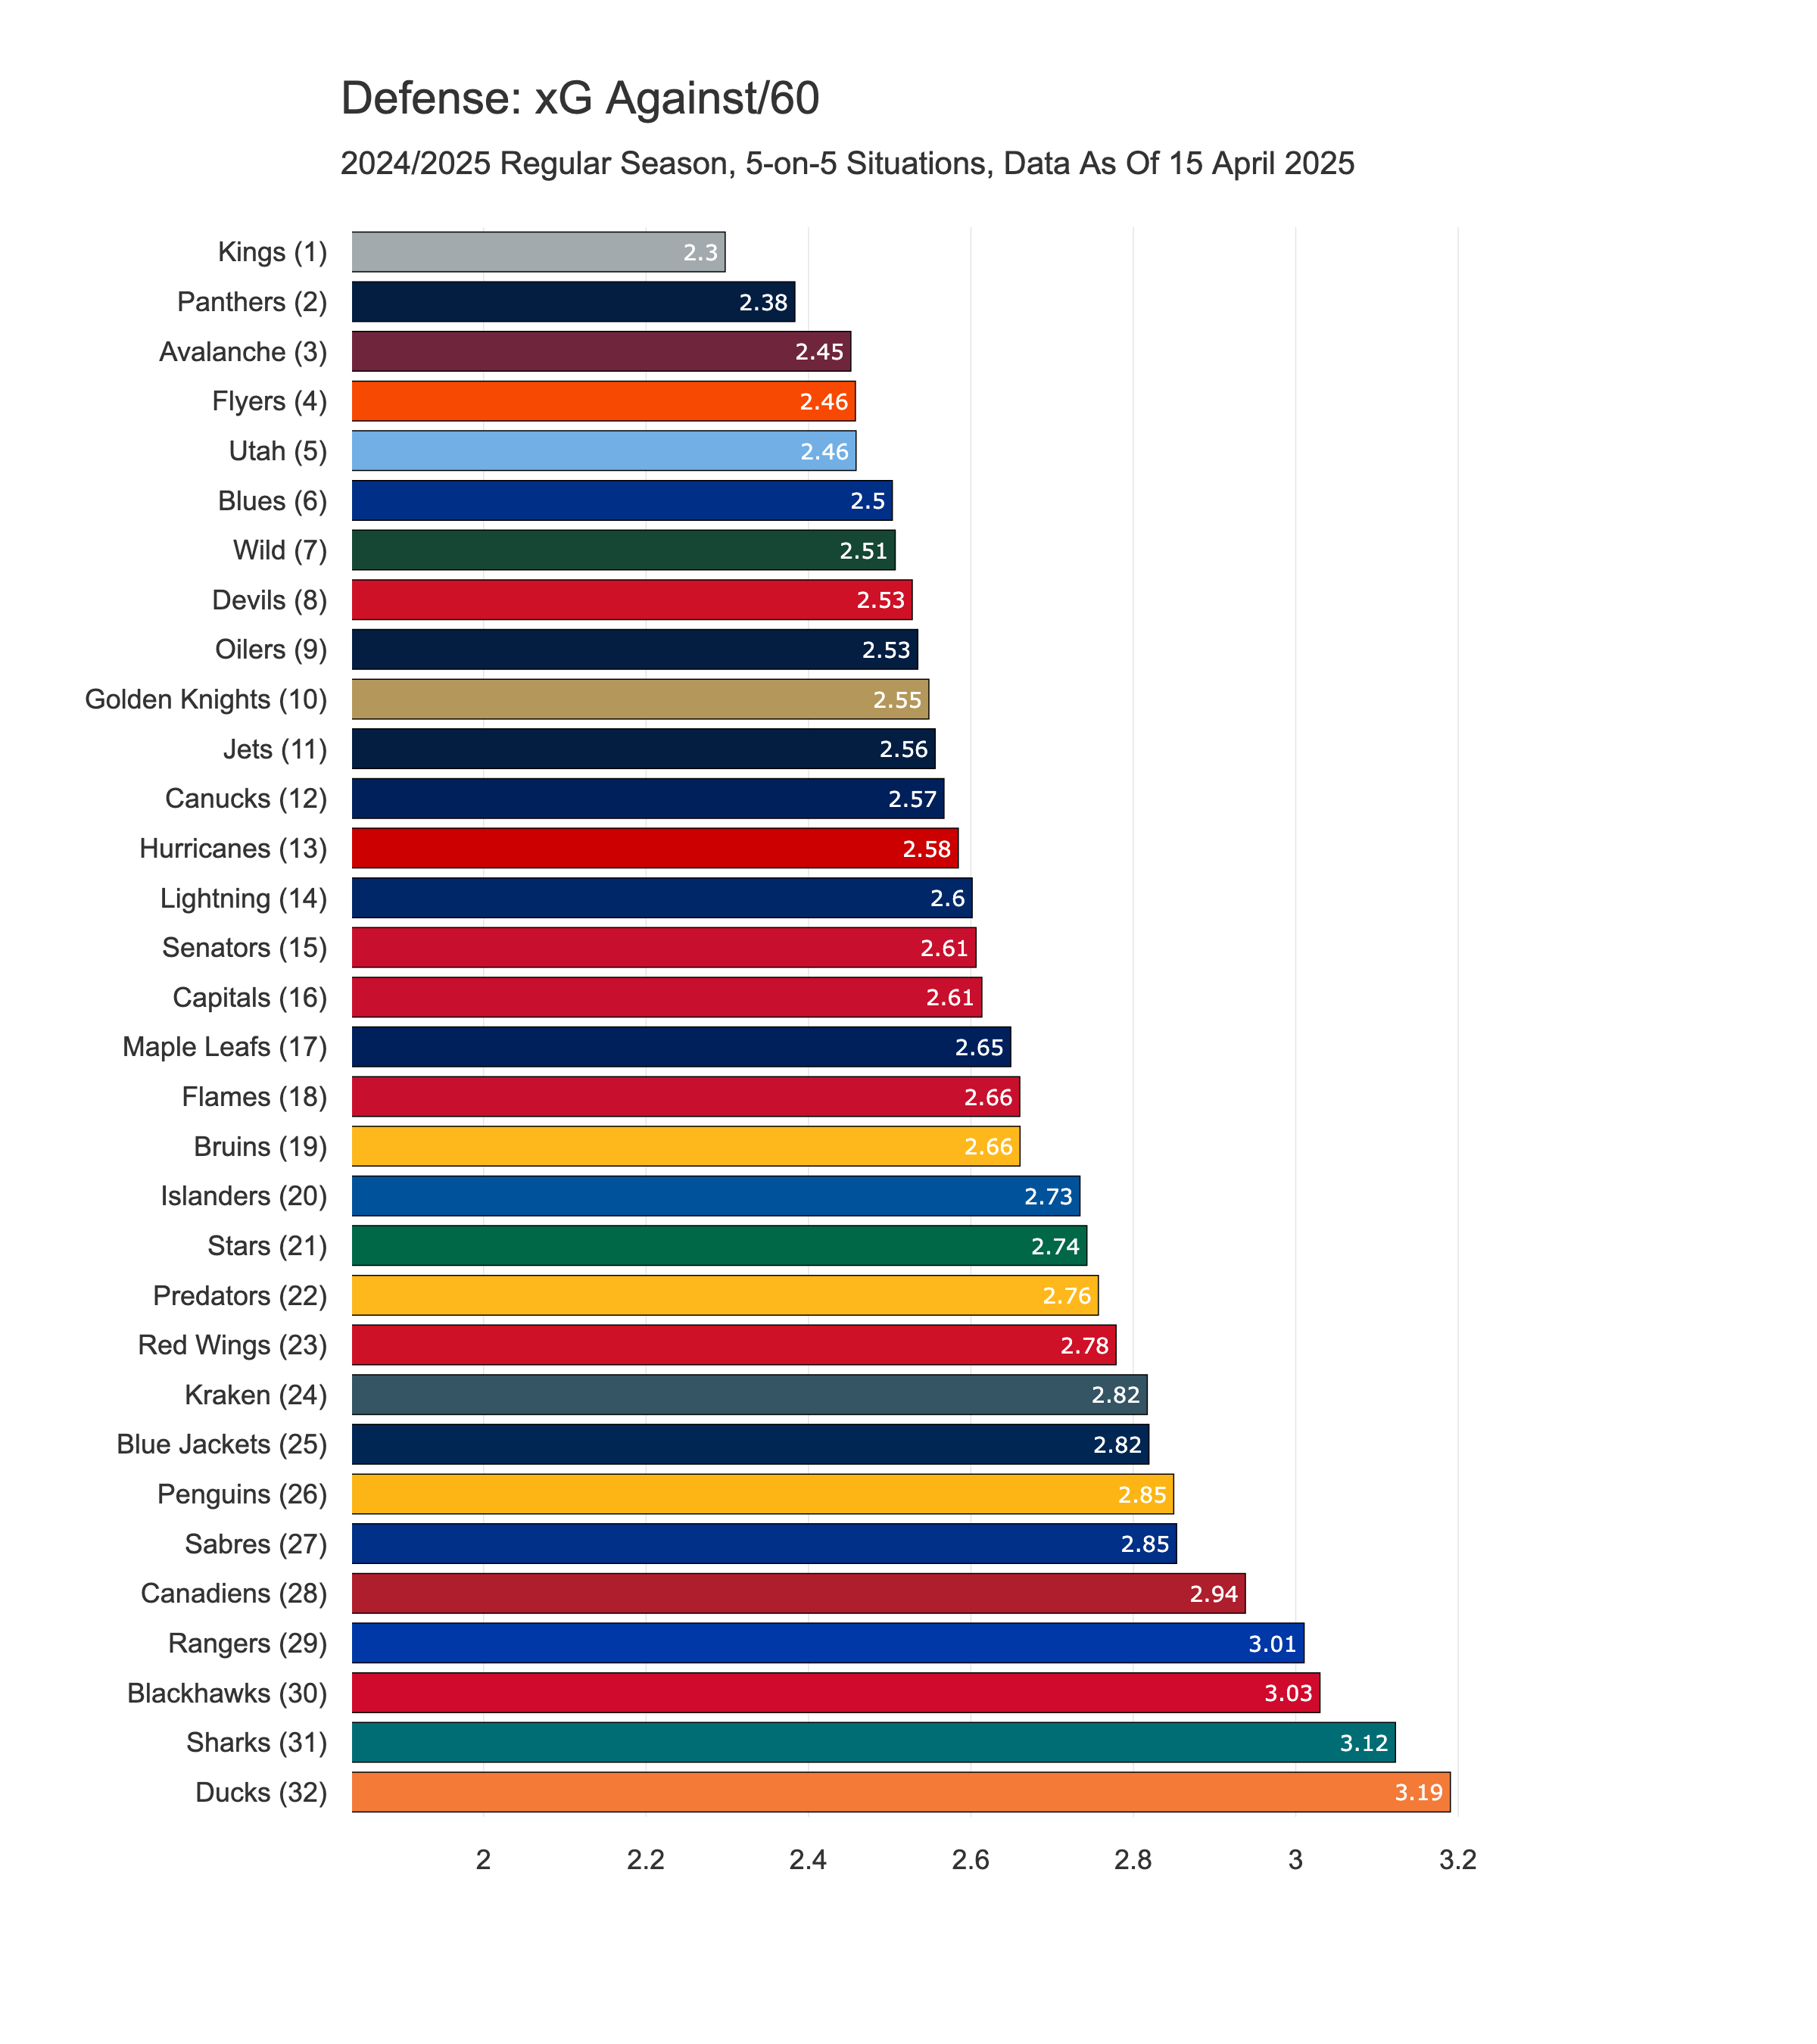 Defense: xG Against/60
2024/2025 Regular Season, 5-on-5 Situations, Data As Of 15 April 2025
Kings (1) 2.3
Panthers (2) 2.38
Avalanche (3) 2.45
Flyers (4) 2.46
Utah (5) 2.46
Blues (6) 2.5
Wild (7) 2.51
Devils (8) 2.53
Oilers (9) 2.53
Golden Knights (10) 2.55
Jets (11) 2.56
Canucks (12) 2.57
Hurricanes (13) 2.58
Lightning (14) 2.6
Senators (15) 2.61
Capitals (16) 2.61
Maple Leafs (17) 2.65
Flames (18) 2.66
Bruins (19) 2.66
Islanders (20) 2.73
Stars (21) 2.74
Predators (22) 2.76
Red Wings (23) 2.78
Kraken (24) 2.82
Blue Jackets (25) 2.82
Penguins (26) 2.85
Sabres (27) 2.85
Canadiens (28) 2.94
Rangers (29) 3.01
Blackhawks (30) 3.03
Sharks (31) 3.12
Ducks (32) 3.19
2 2.2 2.4 2.6 2.8 3 3.2